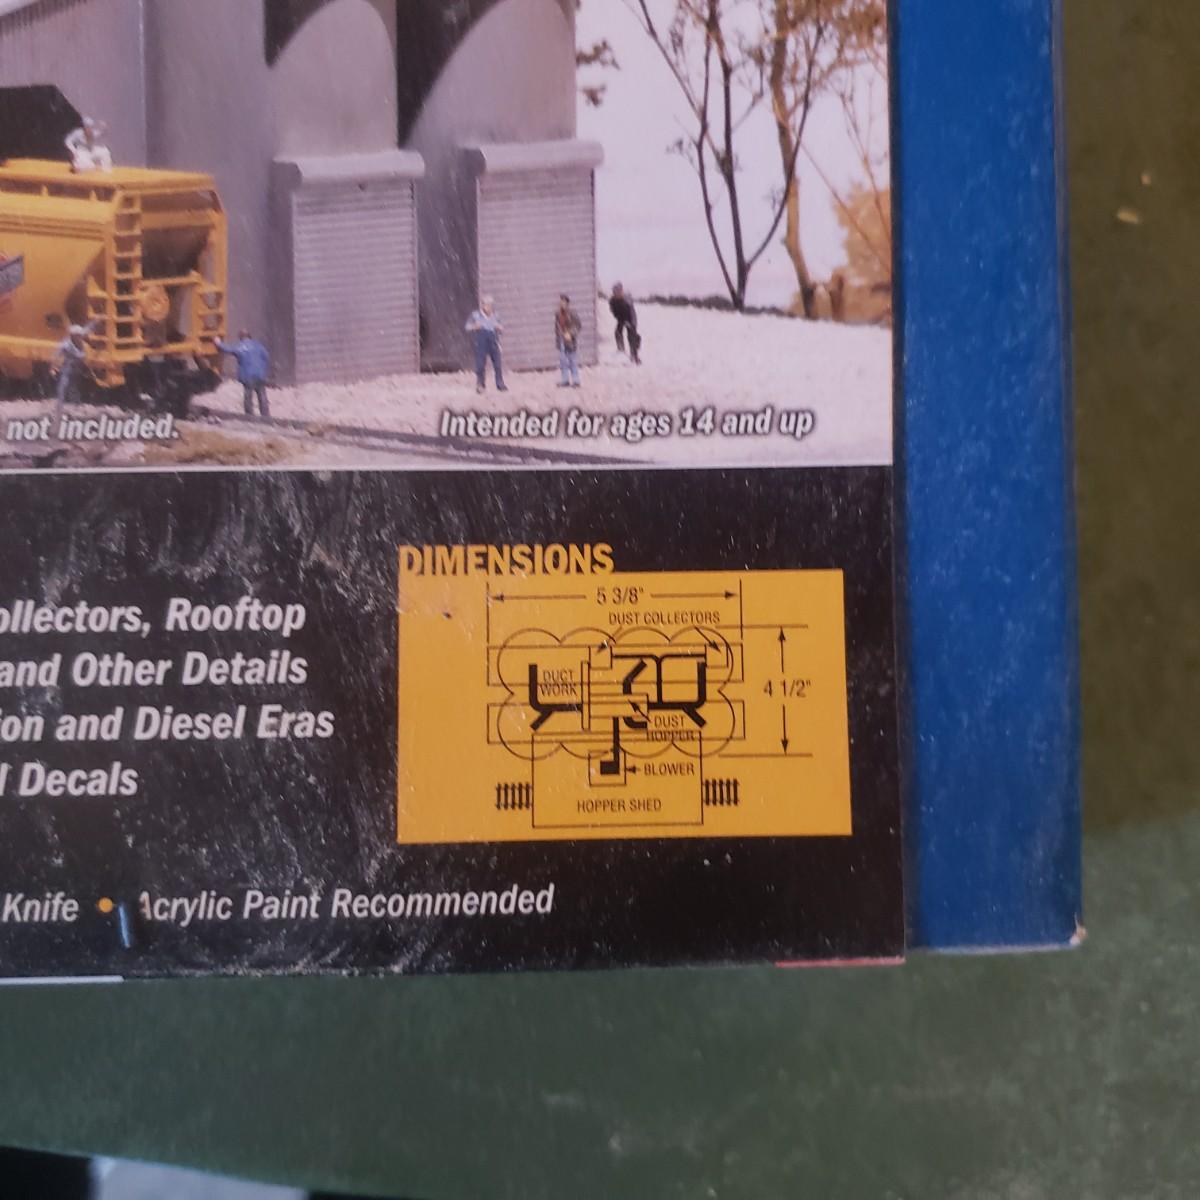 not included.
Intended for ages 14 and up
DIMENSIONS
5 3/8"
DUST COLLECTORS
DUCT
WORK
4 1/2"
DUST
HOPPER
BLOWER
HOPPER SHED
ollectors, Rooftop
and Other Details
ion and Diesel Eras
l Decals
Knife • Acrylic Paint Recommended